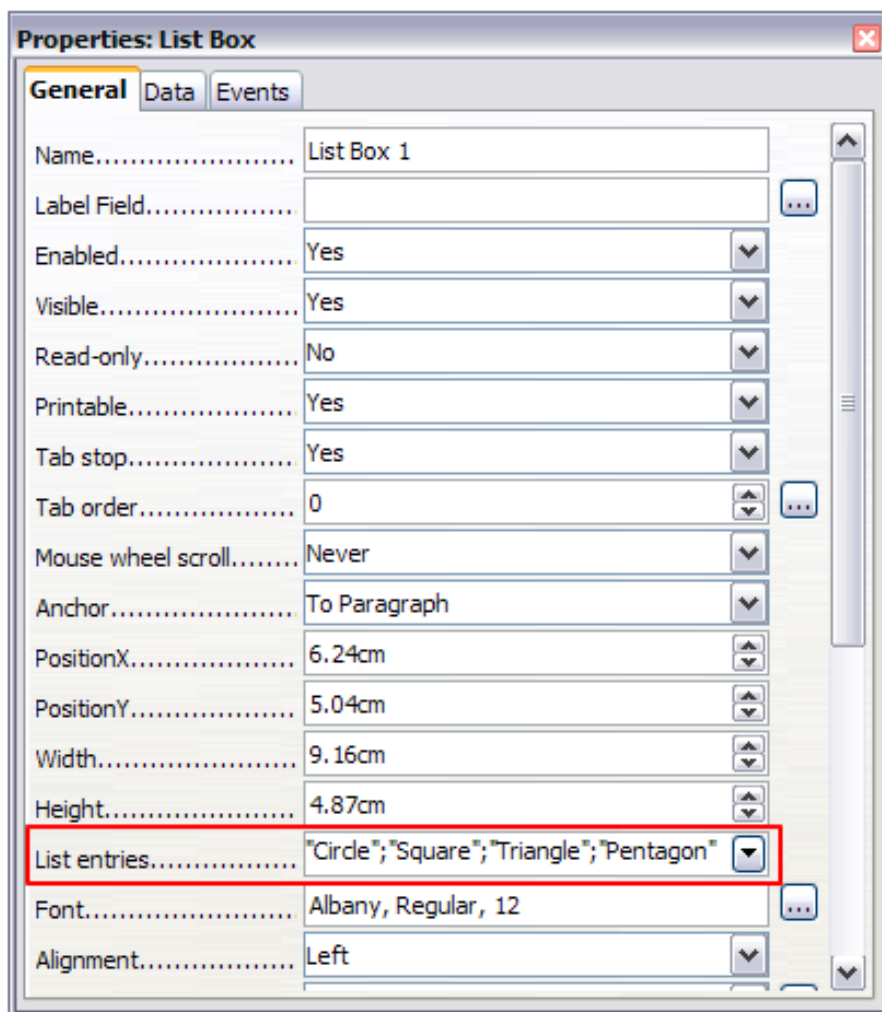 Properties: List Box
General Data Events
Name....................... List Box 1
Label Field..................
Enabled..................... Yes
Visible....................... Yes
Read-only.................. No
Printable.................... Yes
Tab stop.................... Yes
Tab order.................. 0 ...
Mouse wheel scroll....... Never
Anchor...................... To Paragraph
PositionX................... 6.24cm
PositionY................... 5.04cm
Width....................... 9.16cm
Height...................... 4.87cm
List entries................. "Circle";"Square";"Triangle";"Pentagon"
Font......................... Albany, Regular, 12 ...
Alignment.................. Left